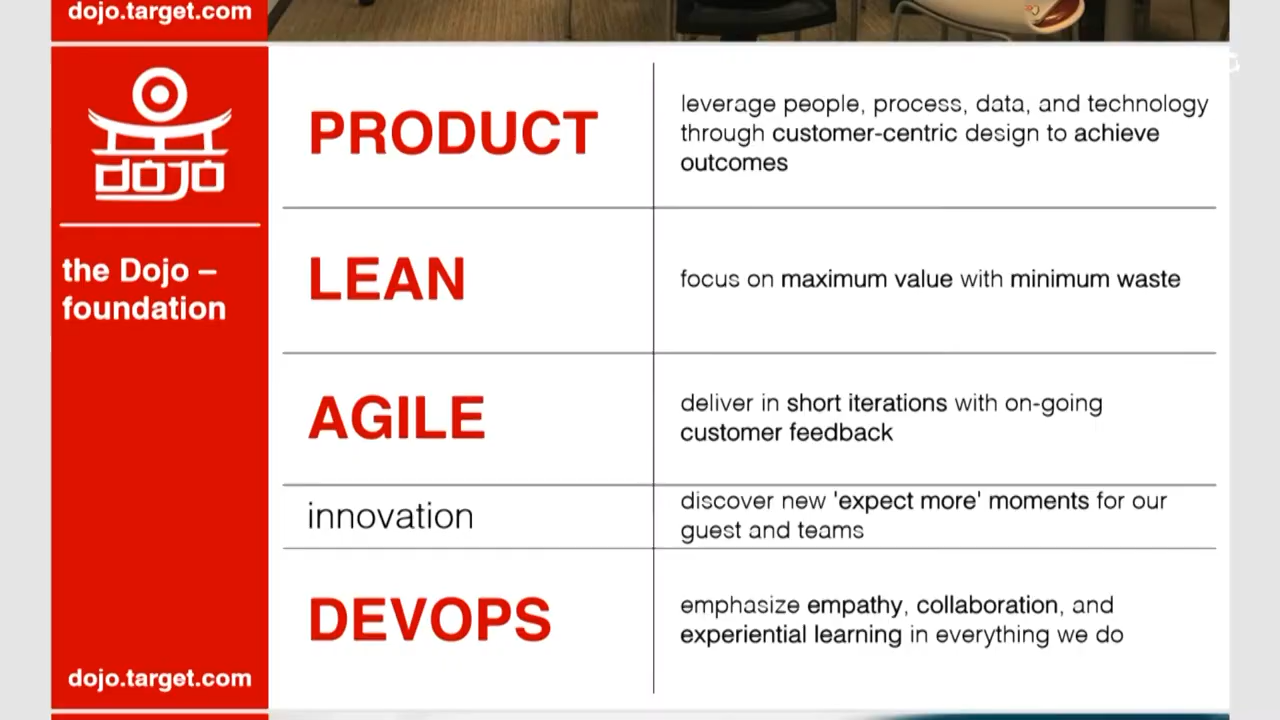 dojo.target.com
DOJO
the Dojo –
foundation
PRODUCT
leverage people, process, data, and technology
through customer-centric design to achieve
outcomes
LEAN
focus on maximum value with minimum waste
AGILE
deliver in short iterations with on-going
customer feedback
innovation
discover new 'expect more' moments for our
guest and teams
DEVOPS
emphasize empathy, collaboration, and
experiential learning in everything we do
dojo.target.com